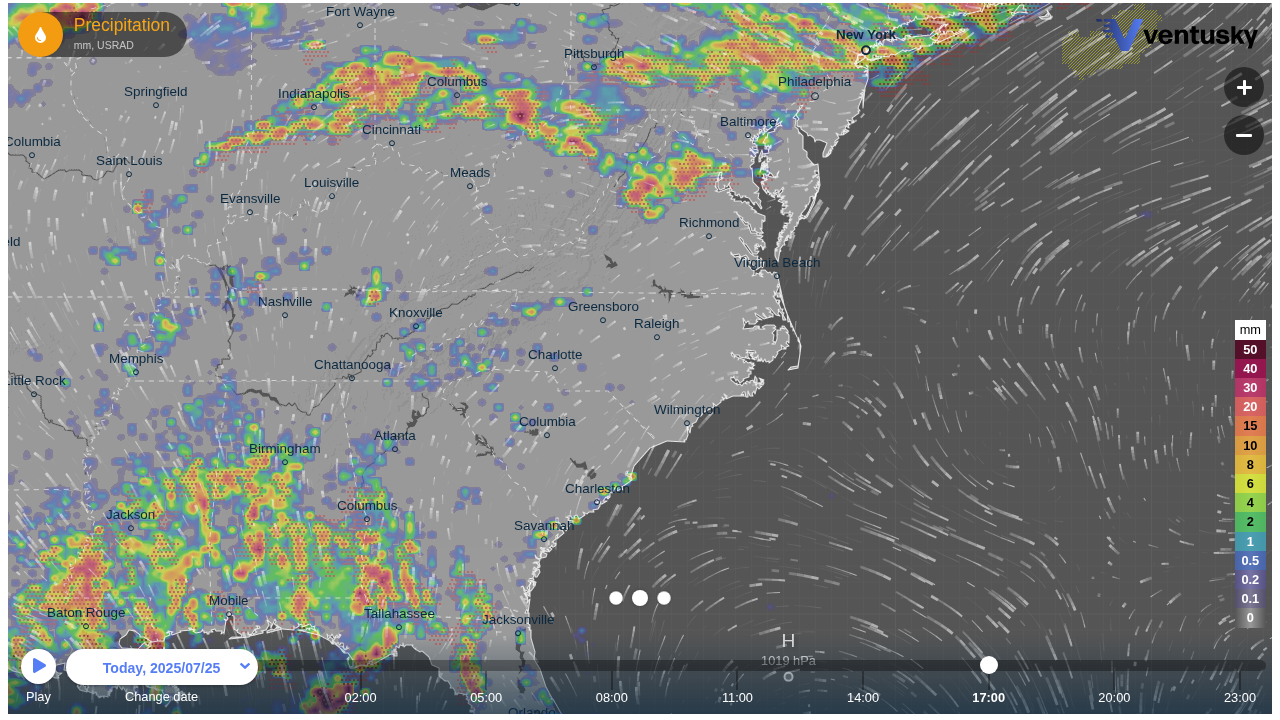 Fort Wayne
Precipitation
mm, USRAD
New York
ventusky
Pittsburgh
Columbus
Philadelphia
Springfield
Indianapolis
Baltimore
Cincinnati
Columbia
Saint Louis
Meads
Louisville
Evansville
Richmond
eld
Virginia Beach
Nashville
Knoxville
Greensboro
Raleigh
mm
50
40
30
20
15
10
8
6
4
2
1
0.5
0.2
0.1
0
Memphis
Chattanooga
Charlotte
Little Rock
Wilmington
Columbia
Atlanta
Birmingham
Charleston
Columbus
Jackson
Savannah
Mobile
Baton Rouge
Tallahassee
Jacksonville
H
1019 hPa
Today, 2025/07/25
Play
Change date
02:00
05:00
08:00
11:00
14:00
17:00
20:00
23:00
Orlando